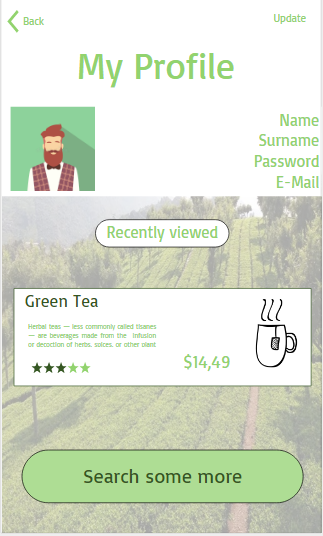 Back
Update
My Profile
Name
Surname
Password
E-Mail
Recently viewed
Green Tea
Herbal teas — less commonly called tisanes
— are beverages made from the infusion
or decoction of herbs, spices, or other plant
$14,49
Search some more